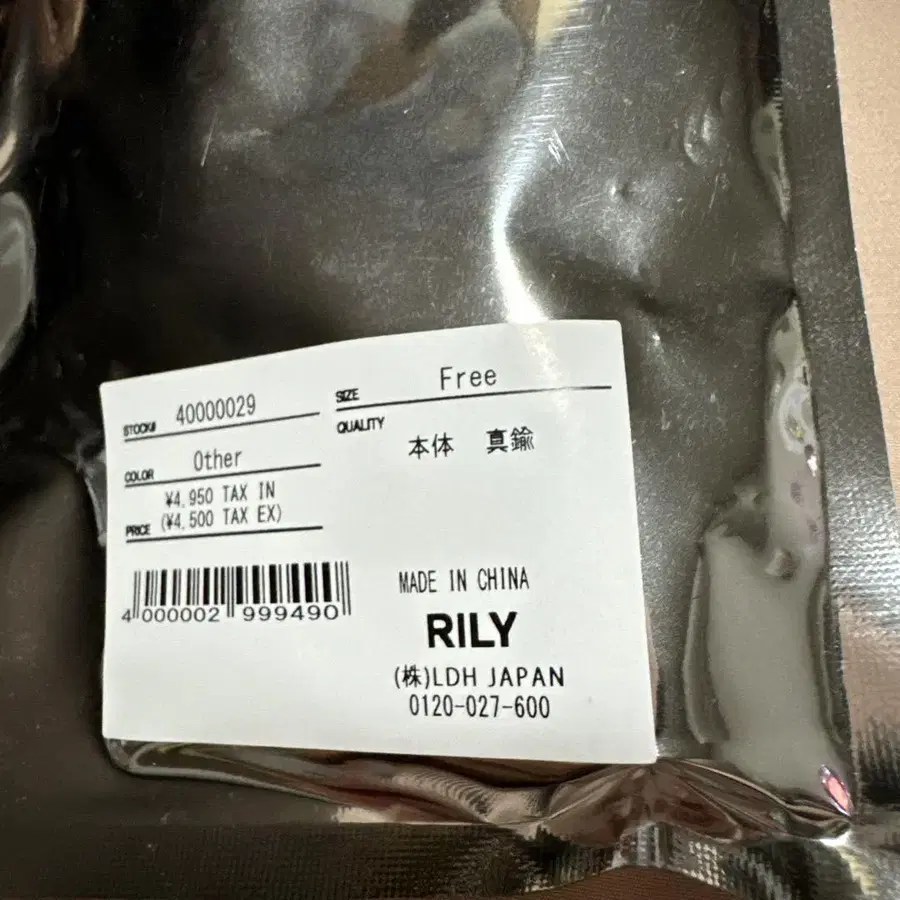 STOCK# 40000029
COLOR Other
¥4,950 TAX IN
PRICE (¥4,500 TAX EX)
4 000002 999490
SIZE Free
QUALITY
本体 真鍮
MADE IN CHINA
RILY
(株)LDH JAPAN
0120-027-600